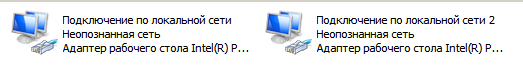 Подключение по локальной сети
Неопознанная сеть
Адаптер рабочего стола Intel(R) P...
Подключение по локальной сети 2
Неопознанная сеть
Адаптер рабочего стола Intel(R) P...